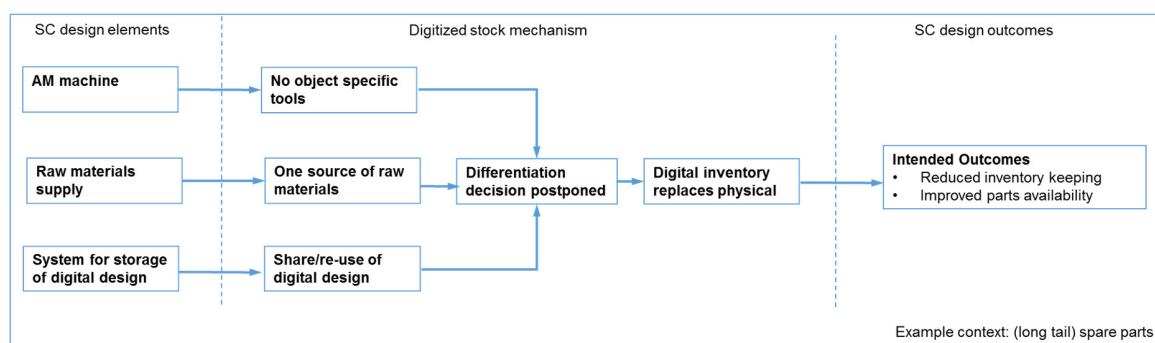 SC design elements
Digitized stock mechanism
SC design outcomes
AM machine
No object specific
tools
Raw materials
supply
One source of raw
materials
Differentiation
decision postponed
Digital inventory
replaces physical
Intended Outcomes
• Reduced inventory keeping
• Improved parts availability
System for storage
of digital design
Share/re-use of
digital design
Example context: (long tail) spare parts